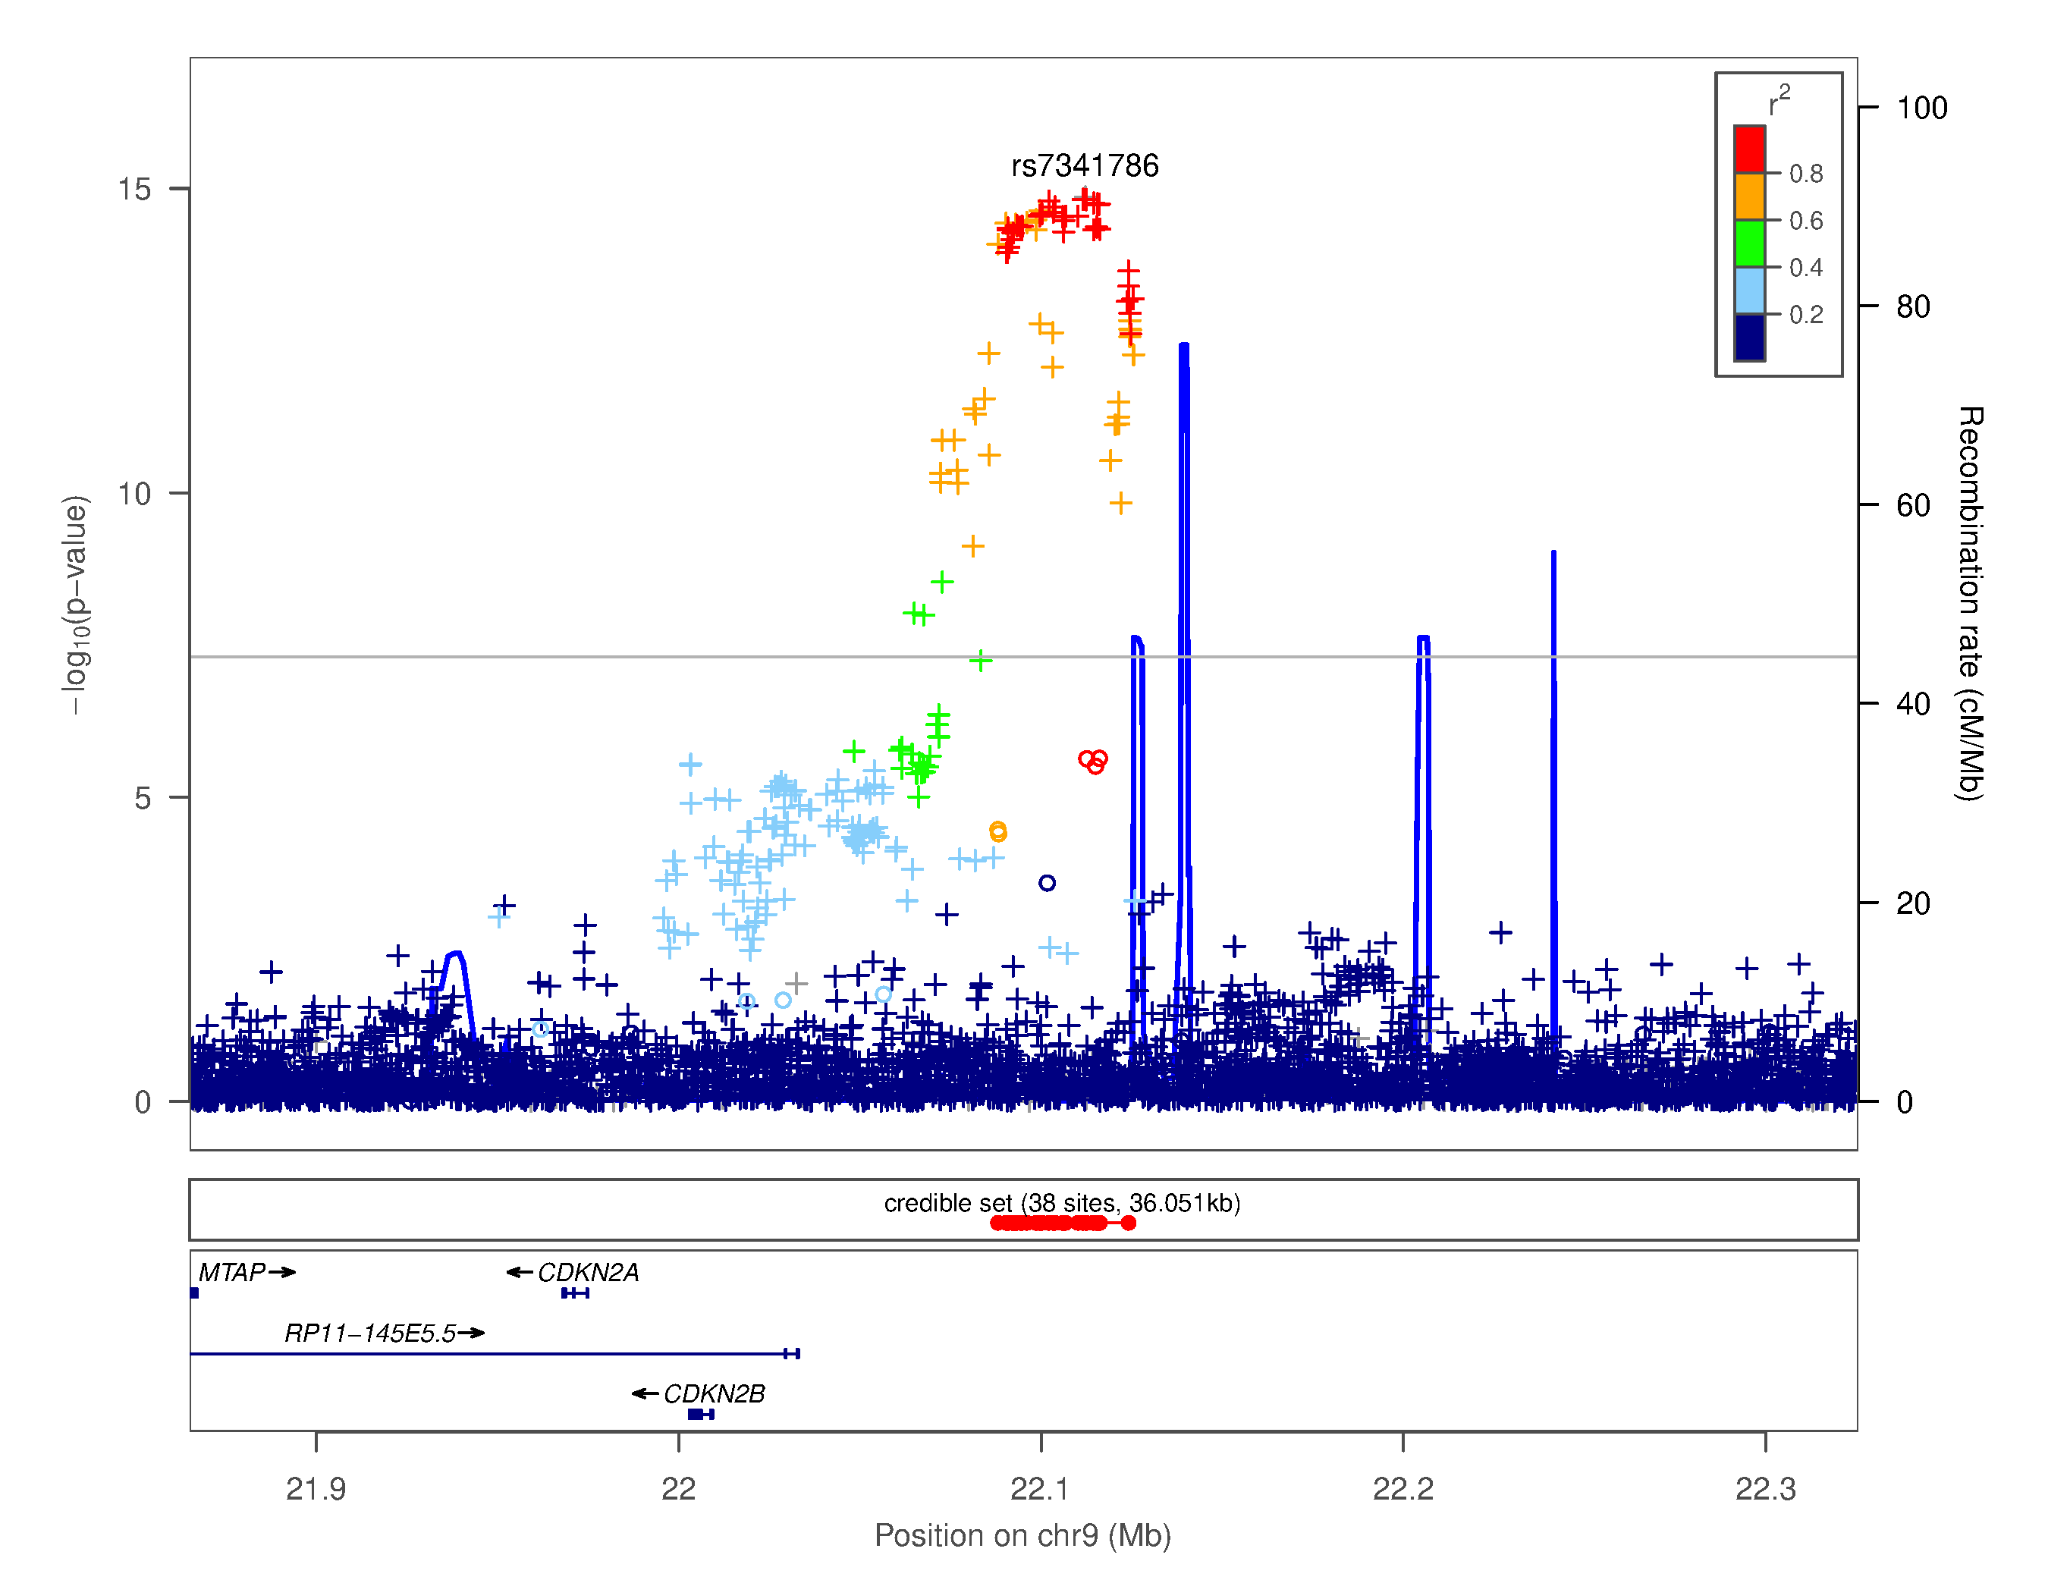 rs7341786
r2
0.8
0.6
0.4
0.2
15
10
5
0
−log10(p−value)
100
80
60
40
20
0
Recombination rate (cM/Mb)
credible set (38 sites, 36.051kb)
MTAP→
←CDKN2A
RP11−145E5.5→
←CDKN2B
21.9
22
22.1
22.2
22.3
Position on chr9 (Mb)